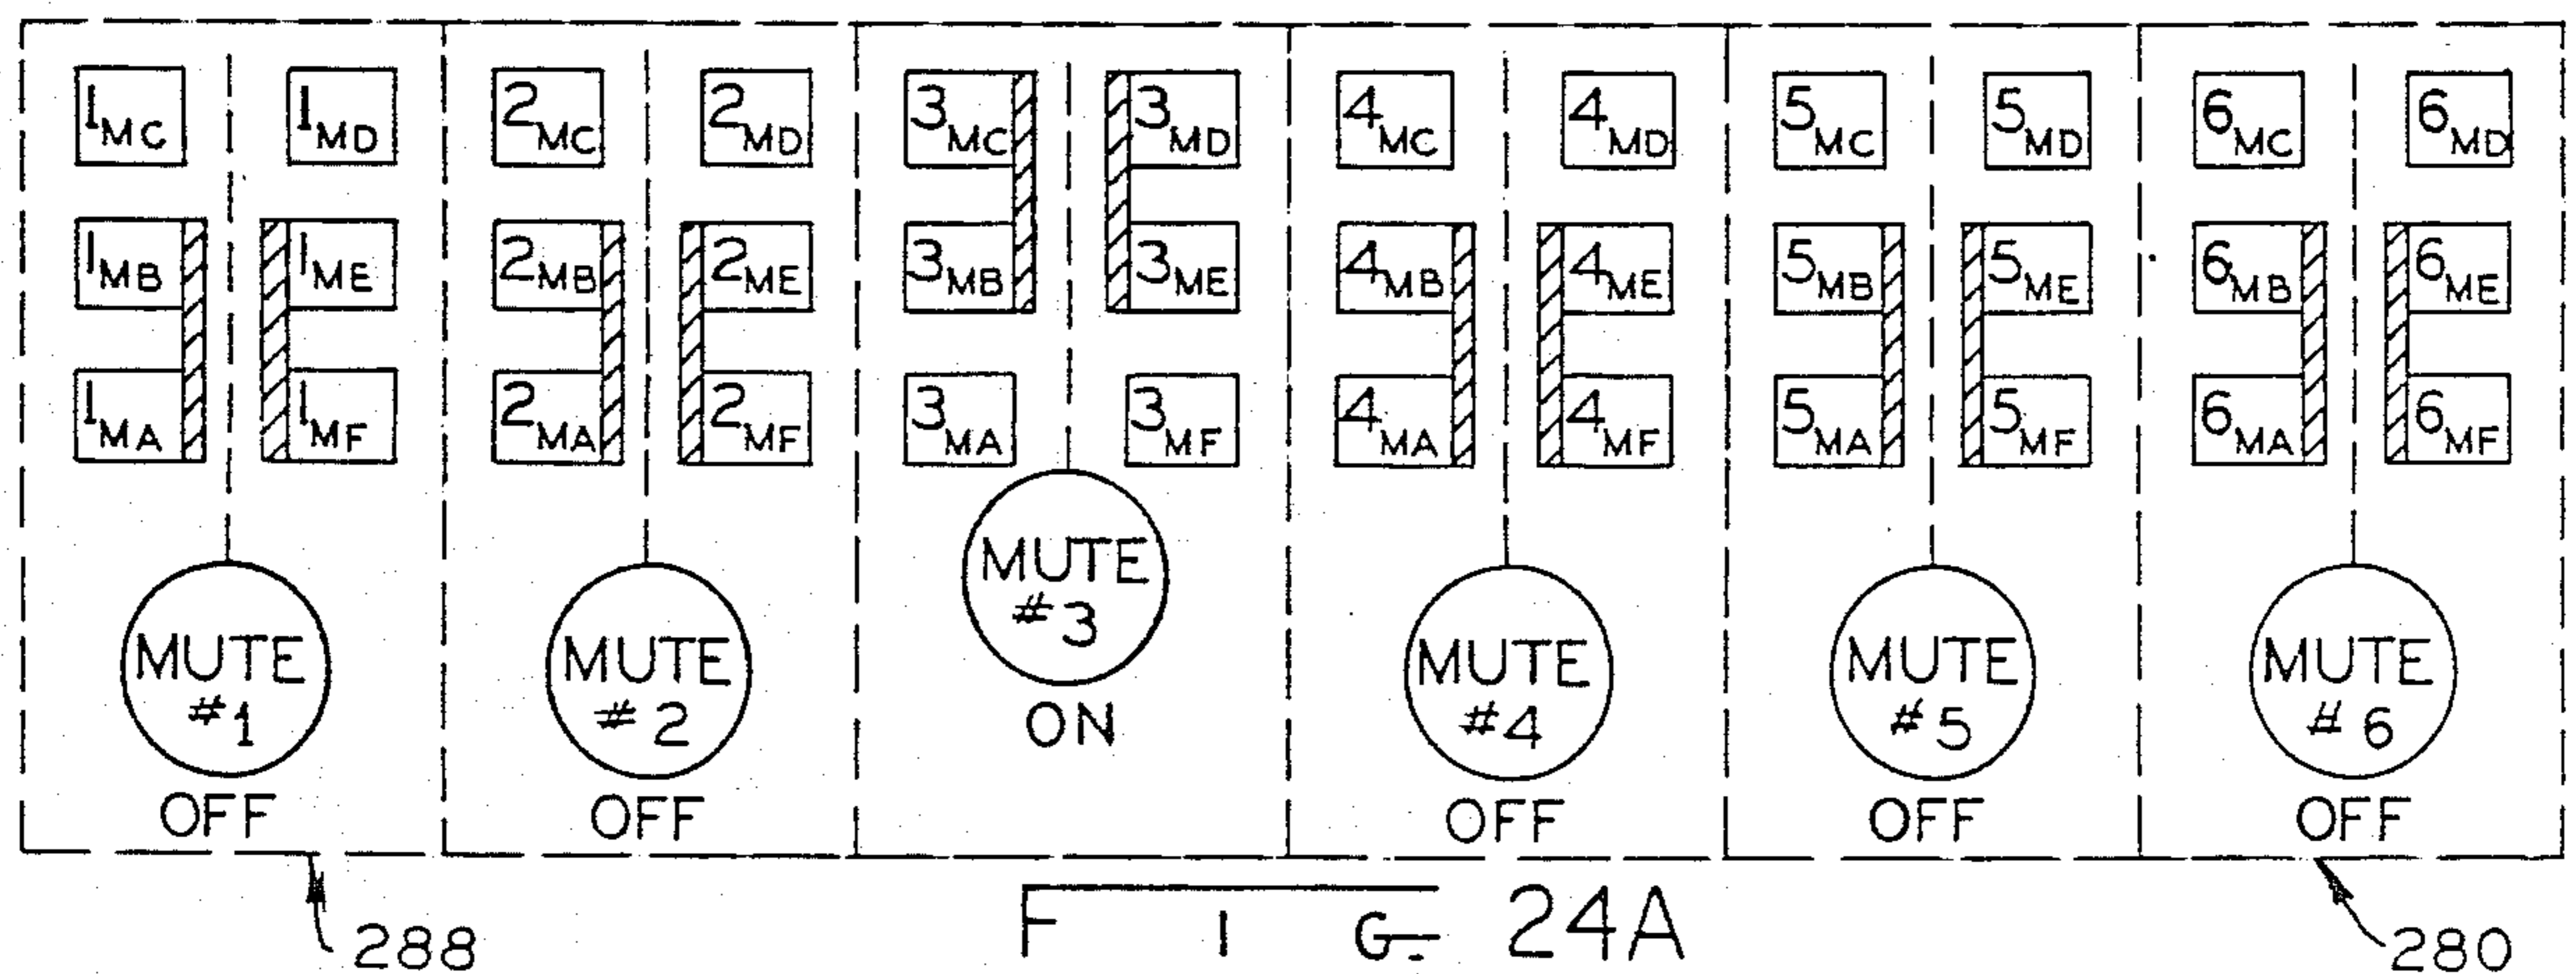 1MC 1MD 2MC 2MD 3MC 3MD 4MC 4MD 5MC 5MD 6MC 6MD
1MB 1ME 2MB 2ME 3MB 3ME 4MB 4ME 5MB 5ME 6MB 6ME
1MA 1MF 2MA 2MF 3MA 3MF 4MA 4MF 5MA 5MF 6MA 6MF
MUTE
#1
OFF
MUTE
#2
OFF
MUTE
#3
ON
MUTE
#4
OFF
MUTE
#5
OFF
MUTE
#6
OFF
288
FIG. 24A
280